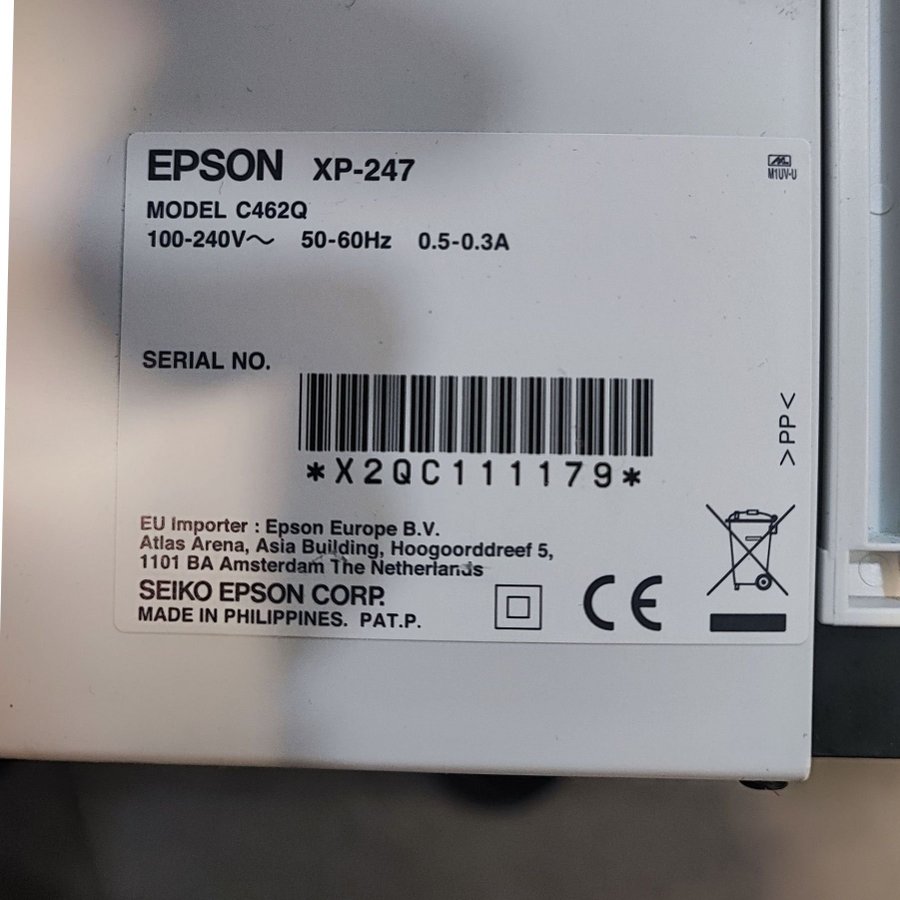 EPSON XP-247
M1UV-U
MODEL C462Q
100-240V～ 50-60Hz 0.5-0.3A
SERIAL NO.
*X2QC111179*
>PP<
EU Importer : Epson Europe B.V.
Atlas Arena, Asia Building, Hoogoorddreef 5,
1101 BA Amsterdam The Netherlands
SEIKO EPSON CORP.
MADE IN PHILIPPINES. PAT.P.
CE